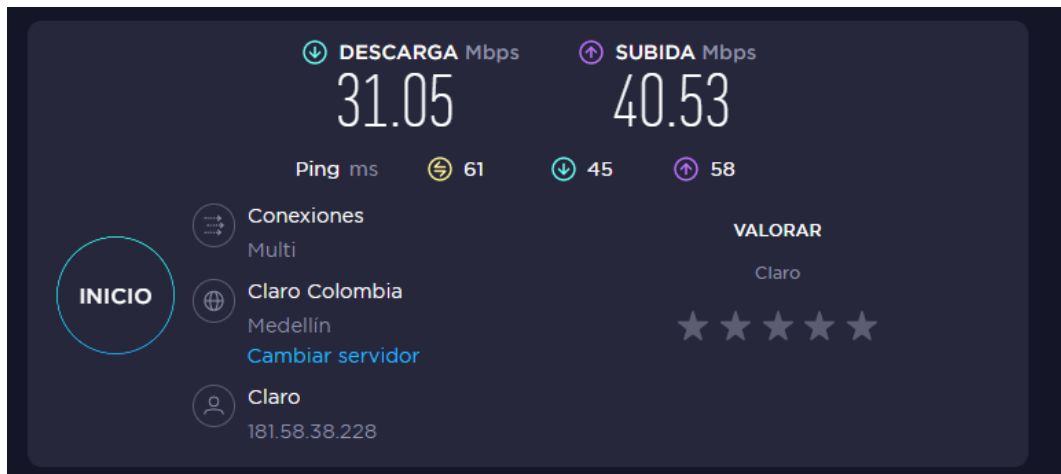 DESCARGA Mbps
31.05
SUBIDA Mbps
40.53
Ping ms 61 45 58
INICIO
Conexiones
Multi
Claro Colombia
Medellín
Cambiar servidor
Claro
181.58.38.228
VALORAR
Claro